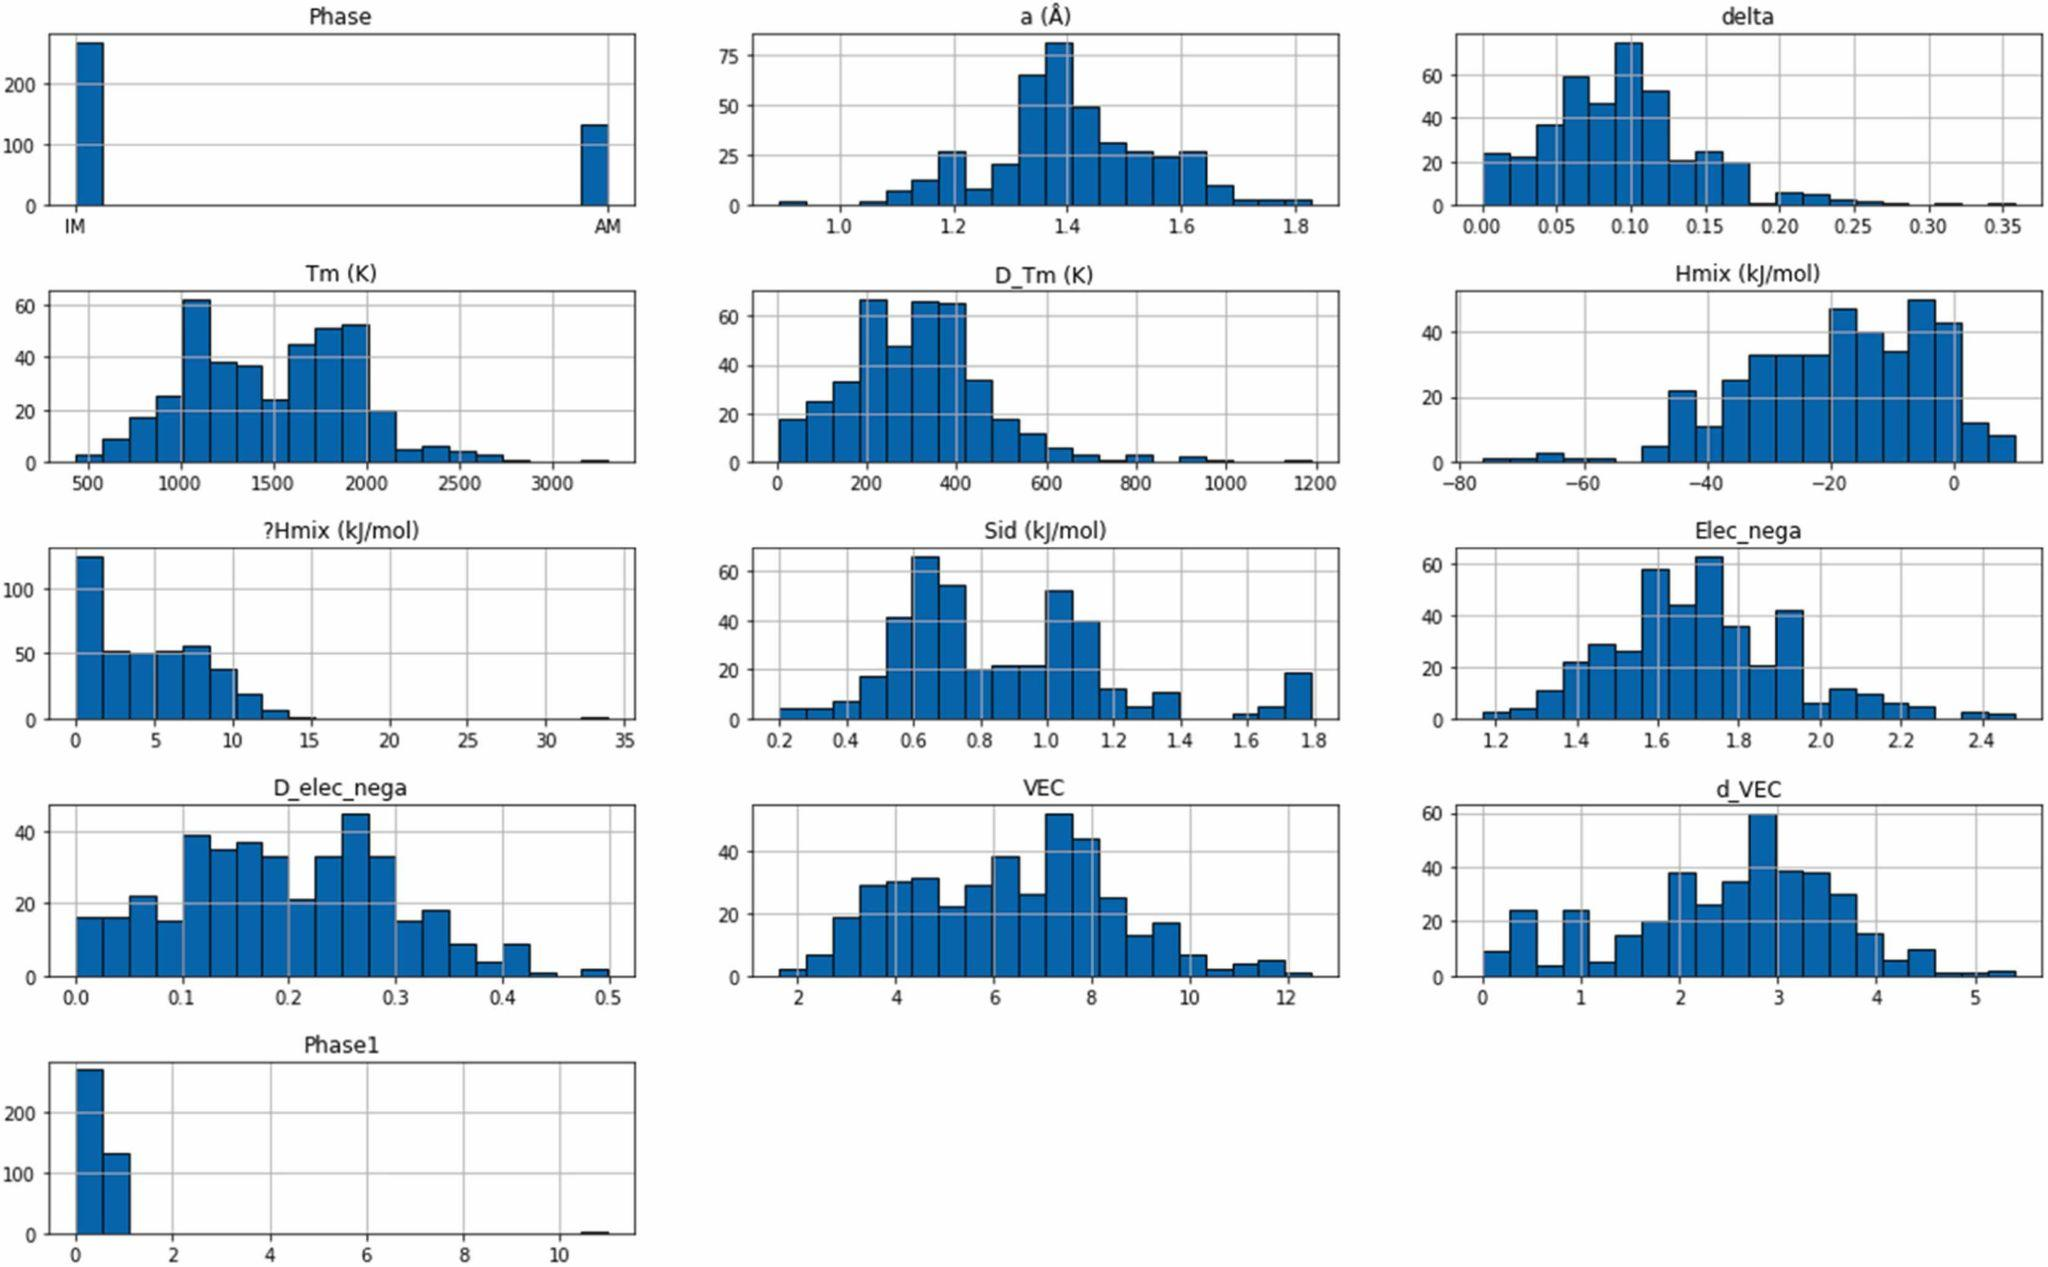 Phase
200
100
0
IM AM
a (Å)
75
50
25
0
1.0 1.2 1.4 1.6 1.8
delta
60
40
20
0
0.00 0.05 0.10 0.15 0.20 0.25 0.30 0.35
Tm (K)
60
40
20
0
500 1000 1500 2000 2500 3000
D_Tm (K)
60
40
20
0
0 200 400 600 800 1000 1200
Hmix (kJ/mol)
40
20
0
−80 −60 −40 −20 0
?Hmix (kJ/mol)
100
50
0
0 5 10 15 20 25 30 35
Sid (kJ/mol)
60
40
20
0
0.2 0.4 0.6 0.8 1.0 1.2 1.4 1.6 1.8
Elec_nega
60
40
20
0
1.2 1.4 1.6 1.8 2.0 2.2 2.4
D_elec_nega
40
20
0
0.0 0.1 0.2 0.3 0.4 0.5
VEC
40
20
0
2 4 6 8 10 12
d_VEC
60
40
20
0
0 1 2 3 4 5
Phase1
200
100
0
0 2 4 6 8 10